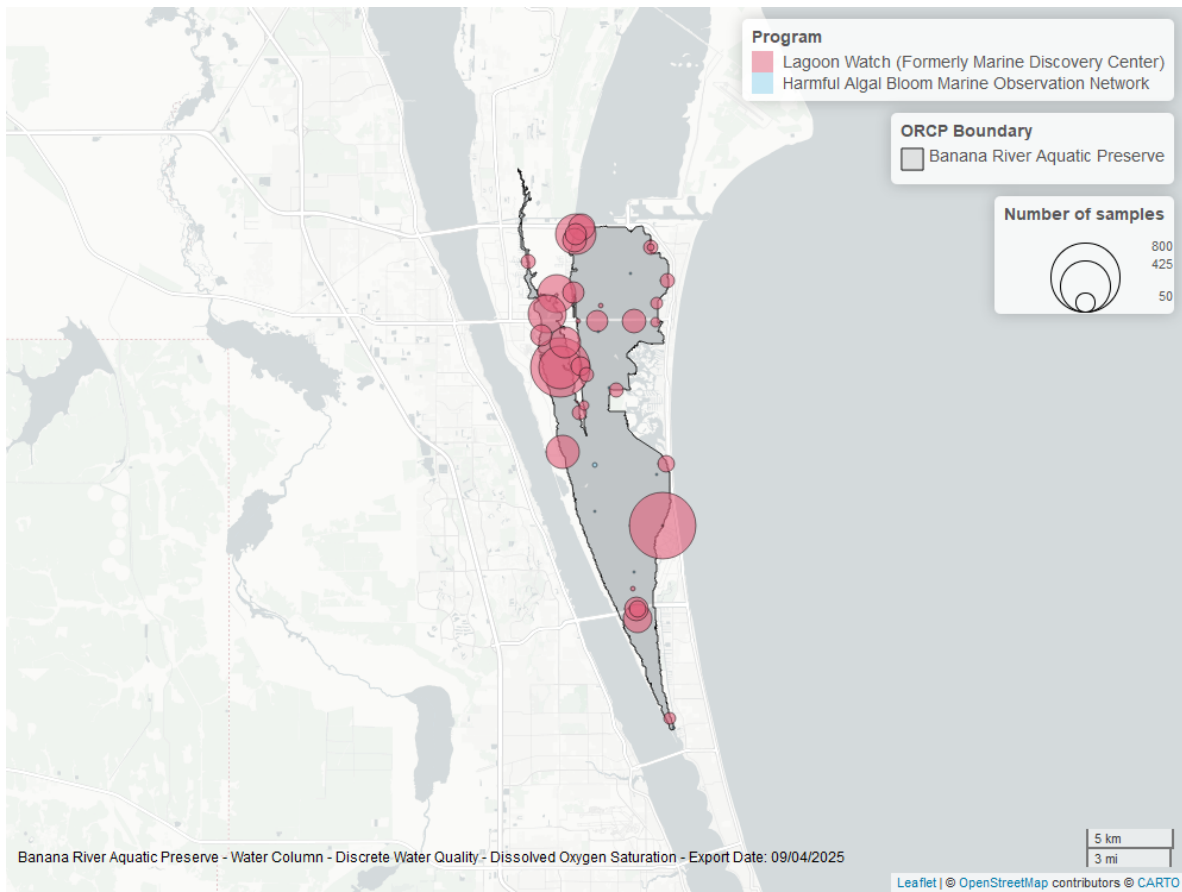 Program
Lagoon Watch (Formerly Marine Discovery Center)
Harmful Algal Bloom Marine Observation Network
ORCP Boundary
Banana River Aquatic Preserve
Number of samples
800
425
50
5 km
3 mi
Banana River Aquatic Preserve - Water Column - Discrete Water Quality - Dissolved Oxygen Saturation - Export Date: 09/04/2025
Leaflet | © OpenStreetMap contributors © CARTO